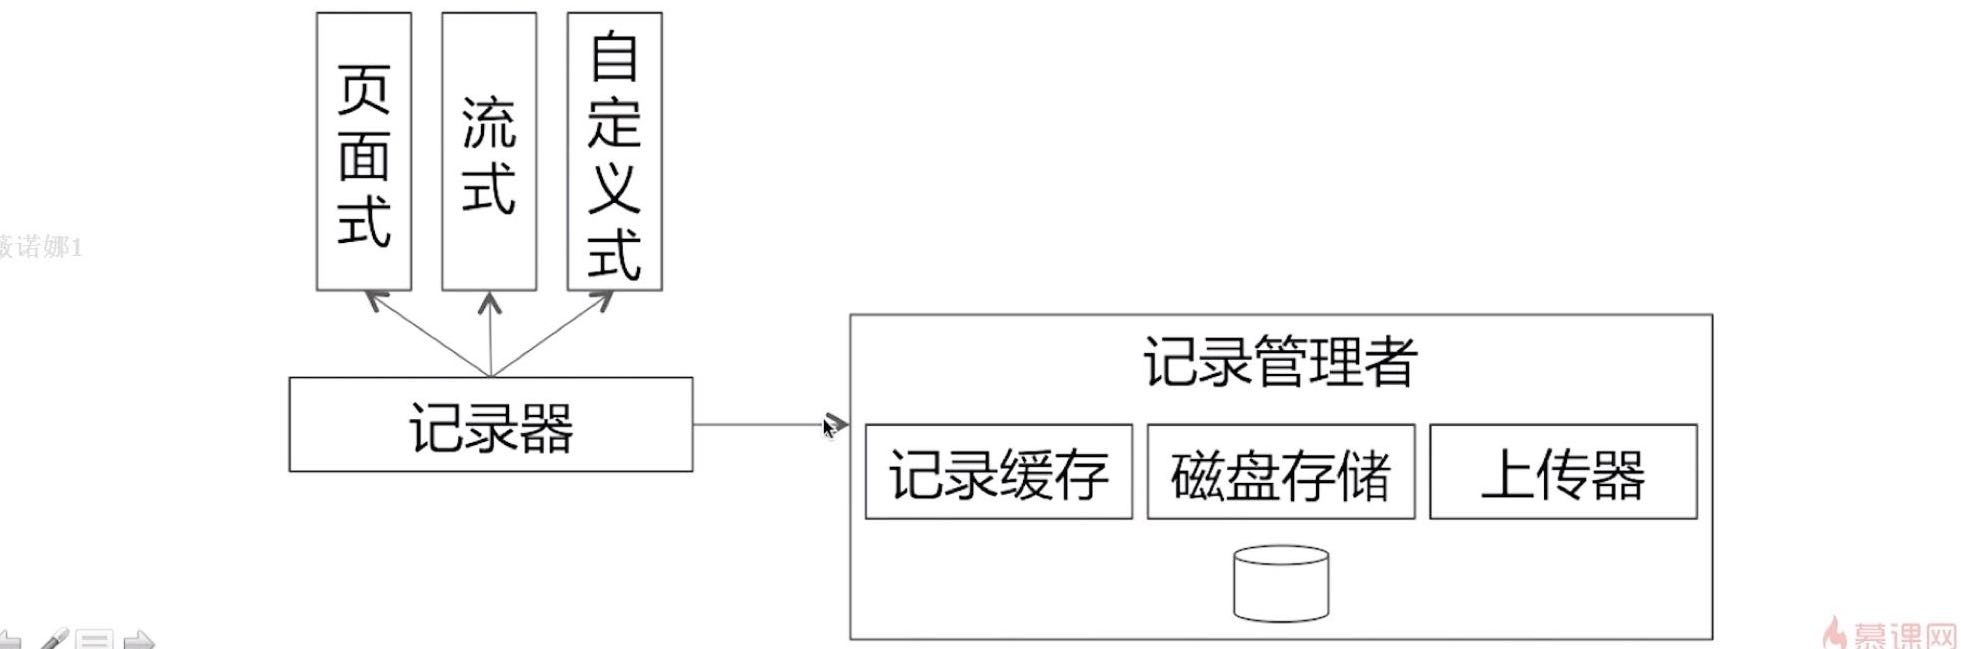 页面式
流式
自定义式
诺娜1
记录器
记录管理者
记录缓存
磁盘存储
上传器
慕课网